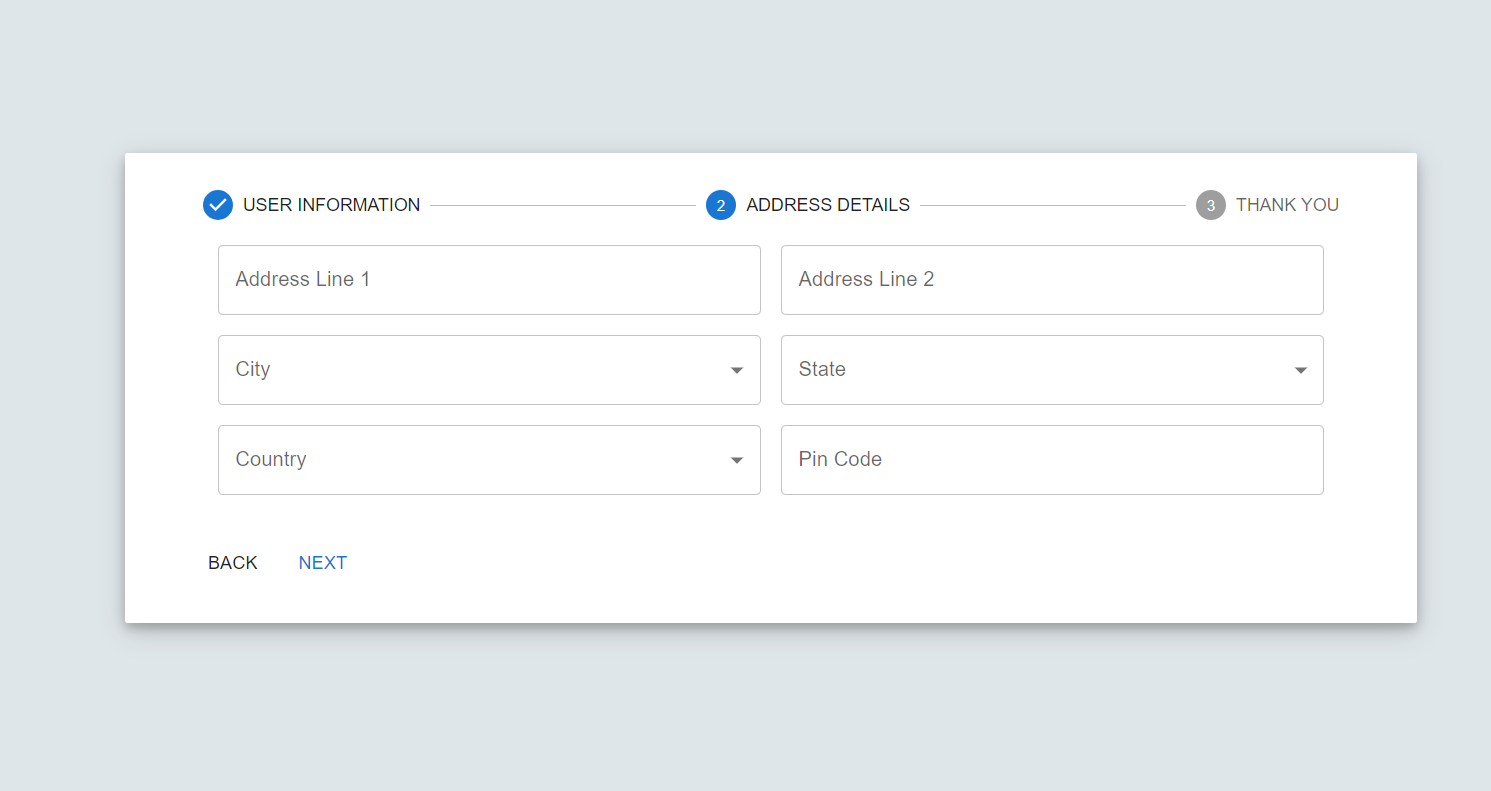 USER INFORMATION 2 ADDRESS DETAILS 3 THANK YOU
Address Line 1 Address Line 2
City State
Country Pin Code
BACK NEXT